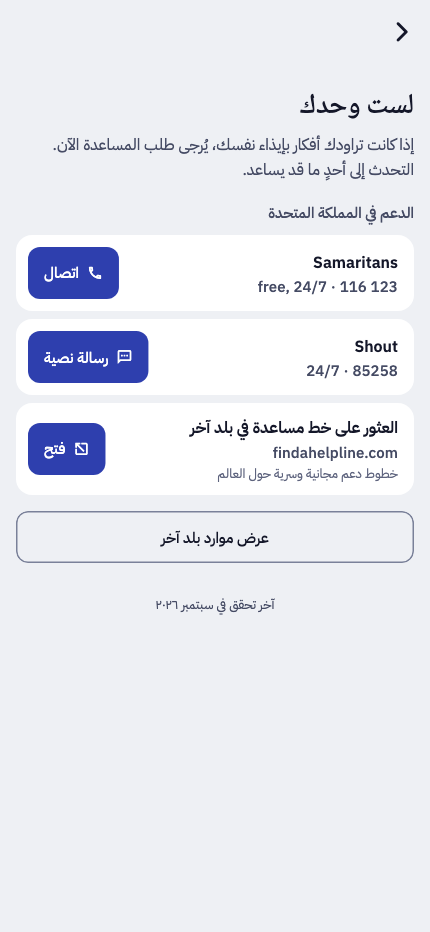 لست وحدك
إذا كانت تراودك أفكار بإيذاء نفسك، يُرجى طلب المساعدة الآن.
التحدث إلى أحدٍ ما قد يساعد.
الدعم في المملكة المتحدة
Samaritans
free, 24/7 · 116 123
اتصال
Shout
24/7 · 85258
رسالة نصية
العثور على خط مساعدة في بلد آخر
findahelpline.com
خطوط دعم مجانية وسرية حول العالم
فتح
عرض موارد بلد آخر
آخر تحقق في سبتمبر ٢٠٢٦